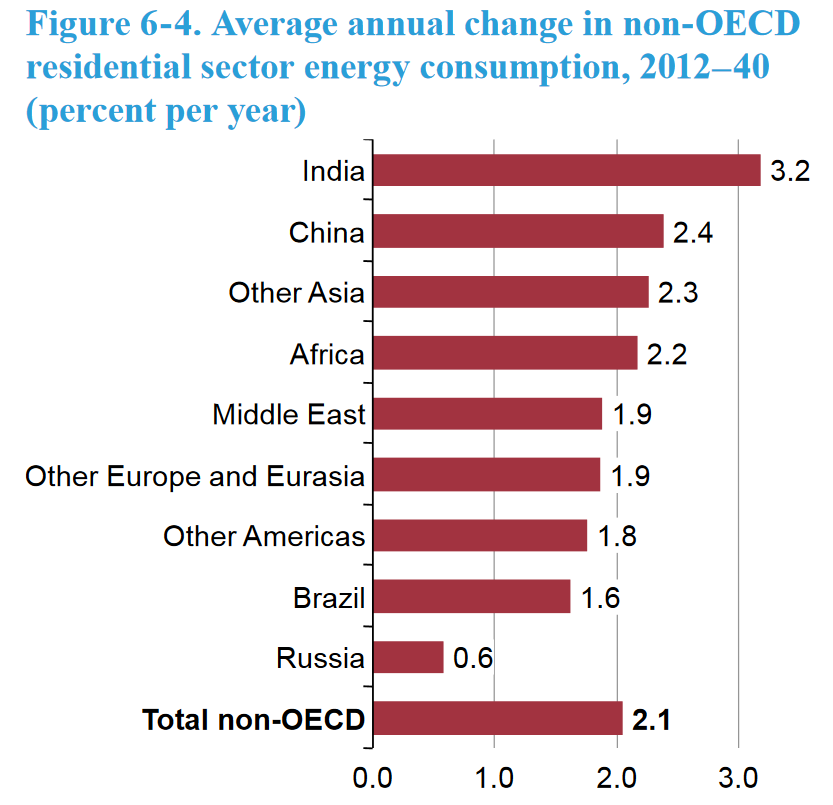 Figure 6-4. Average annual change in non-OECD
residential sector energy consumption, 2012–40
(percent per year)
India 3.2
China 2.4
Other Asia 2.3
Africa 2.2
Middle East 1.9
Other Europe and Eurasia 1.9
Other Americas 1.8
Brazil 1.6
Russia 0.6
Total non-OECD 2.1
0.0 1.0 2.0 3.0